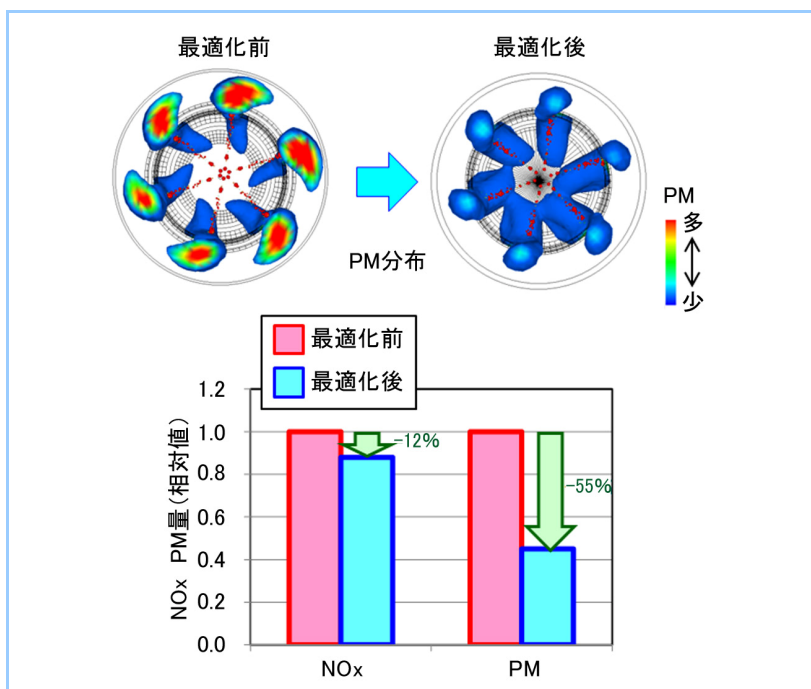 最適化前
最適化後
PM分布
PM
多
少
最適化前
最適化後
NOx PM量(相対値)
1.2
1.0
0.8
0.6
0.4
0.2
0.0
-12%
-55%
NOx
PM